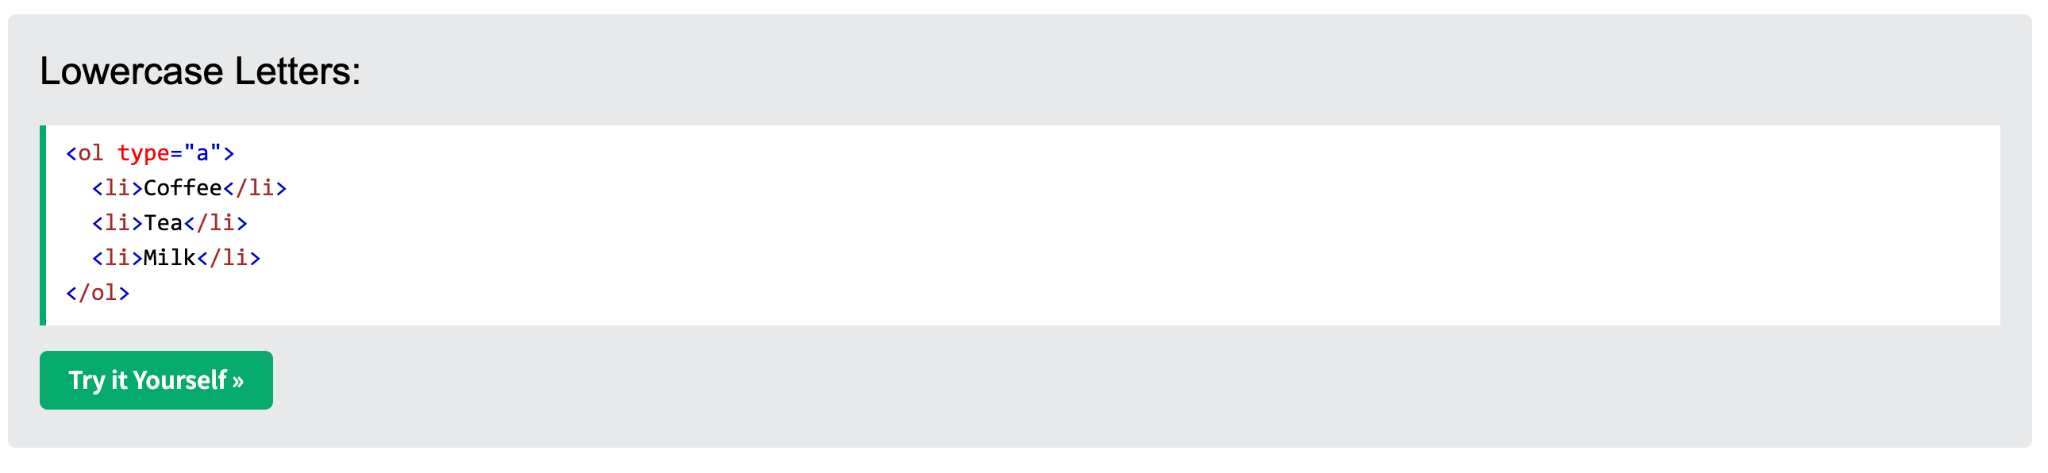 Lowercase Letters:
<ol type="a">
  <li>Coffee</li>
  <li>Tea</li>
  <li>Milk</li>
</ol>
Try it Yourself »